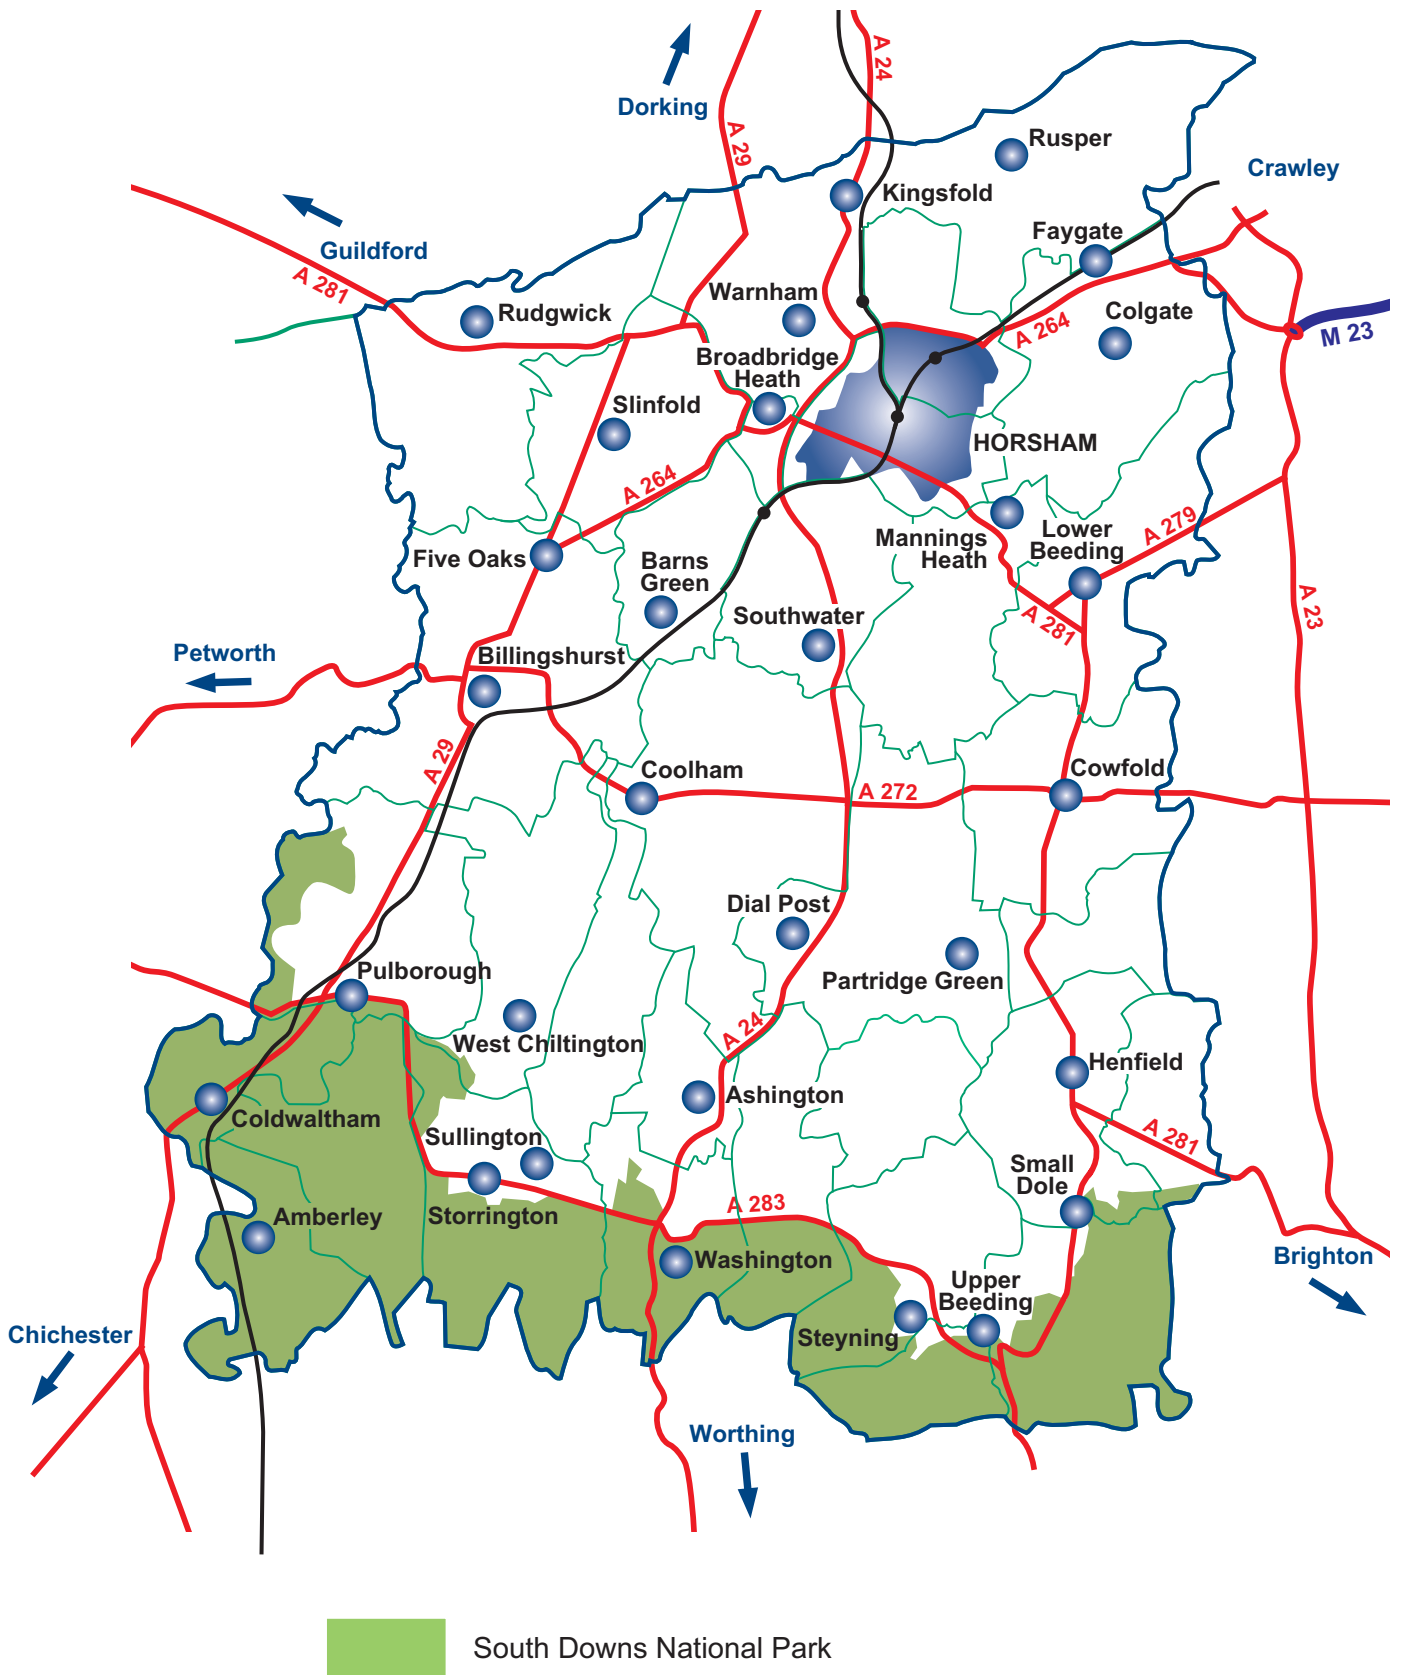 A 24
Dorking
A 29
Rusper
Crawley
Kingsfold
Guildford
Faygate
A 281
Warnham
Rudgwick
Colgate
A 264
M 23
Broadbridge
Heath
Slinfold
HORSHAM
A 264
Mannings
Heath
Lower
Beeding
A 279
Five Oaks
Barns
Green
Southwater
A 281
A 23
Petworth
Billingshurst
A 29
Coolham
A 272
Cowfold
Dial Post
Pulborough
Partridge Green
West Chiltington
A 24
Henfield
Ashington
Coldwaltham
Sullington
A 281
Small
Dole
Amberley
Storrington
A 283
Washington
Brighton
Upper
Beeding
Chichester
Steyning
Worthing
South Downs National Park